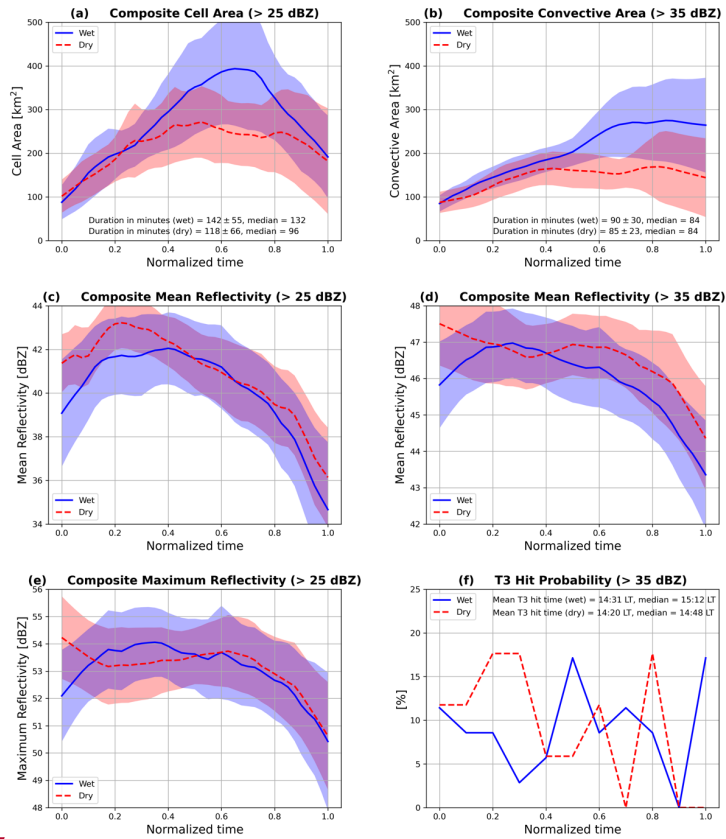 (a) Composite Cell Area (> 25 dBZ)
500
400
300
200
100
0
Cell Area [km²]
Wet
Dry
Duration in minutes (wet) = 142 ± 55, median = 132
Duration in minutes (dry) = 118 ± 66, median = 96
0.0 0.2 0.4 0.6 0.8 1.0
Normalized time
(b) Composite Convective Area (> 35 dBZ)
500
400
300
200
100
0
Convective Area [km²]
Wet
Dry
Duration in minutes (wet) = 90 ± 30, median = 84
Duration in minutes (dry) = 85 ± 23, median = 84
0.0 0.2 0.4 0.6 0.8 1.0
Normalized time
(c) Composite Mean Reflectivity (> 25 dBZ)
44
42
40
38
36
34
Mean Reflectivity [dBZ]
Wet
Dry
0.0 0.2 0.4 0.6 0.8 1.0
Normalized time
(d) Composite Mean Reflectivity (> 35 dBZ)
48
47
46
45
44
43
42
Mean Reflectivity [dBZ]
Wet
Dry
0.0 0.2 0.4 0.6 0.8 1.0
Normalized time
(e) Composite Maximum Reflectivity (> 25 dBZ)
56
55
54
53
52
51
50
49
48
Maximum Reflectivity [dBZ]
Wet
Dry
0.0 0.2 0.4 0.6 0.8 1.0
Normalized time
(f) T3 Hit Probability (> 35 dBZ)
25
20
15
10
5
0
[%]
Wet
Dry
Mean T3 hit time (wet) = 14:31 LT, median = 15:12 LT
Mean T3 hit time (dry) = 14:20 LT, median = 14:48 LT
0.0 0.2 0.4 0.6 0.8 1.0
Normalized time